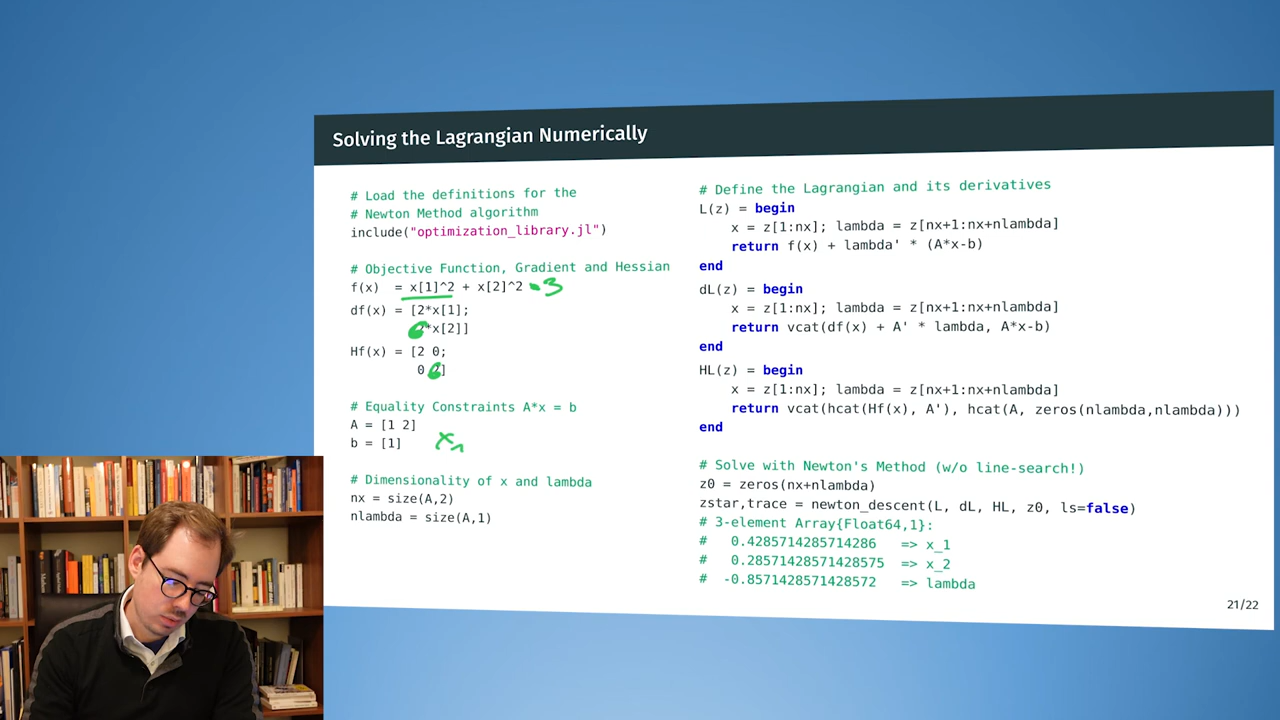 Solving the Lagrangian Numerically
# Load the definitions for the
# Newton Method algorithm
include("optimization_library.jl")
# Objective Function, Gradient and Hessian
f(x) = x[1]^2 + x[2]^2 · 3
df(x) = [2*x[1];
6*x[2]]
Hf(x) = [2 0;
0 6]
# Equality Constraints A*x = b
A = [1 2]
b = [1]
x₁
# Dimensionality of x and lambda
nx = size(A,2)
nlambda = size(A,1)
# Define the Lagrangian and its derivatives
L(z) = begin
x = z[1:nx]; lambda = z[nx+1:nx+nlambda]
return f(x) + lambda' * (A*x-b)
end
dL(z) = begin
x = z[1:nx]; lambda = z[nx+1:nx+nlambda]
return vcat(df(x) + A' * lambda, A*x-b)
end
HL(z) = begin
x = z[1:nx]; lambda = z[nx+1:nx+nlambda]
return vcat(hcat(Hf(x), A'), hcat(A, zeros(nlambda,nlambda)))
end
# Solve with Newton's Method (w/o line-search!)
z0 = zeros(nx+nlambda)
zstar,trace = newton_descent(L, dL, HL, z0, ls=false)
# 3-element Array{Float64,1}:
# 0.4285714285714286 => x_1
# 0.28571428571428575 => x_2
# -0.8571428571428572 => lambda
21/22